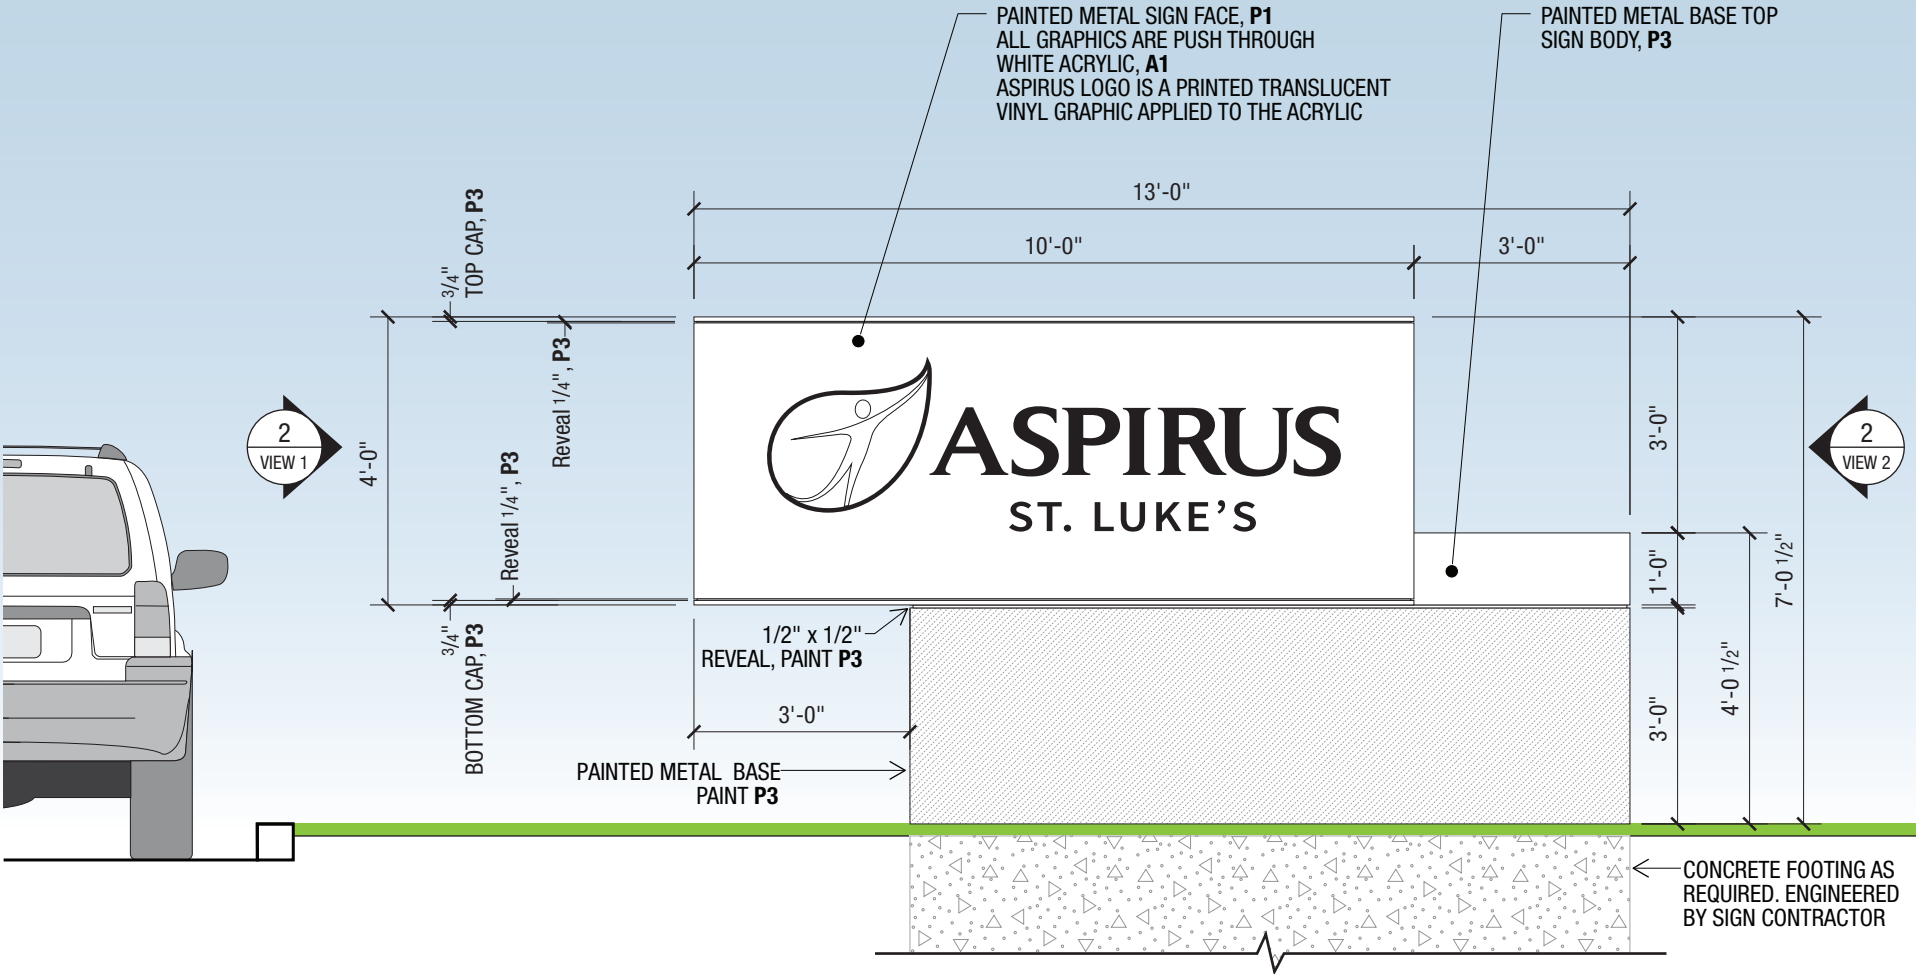 PAINTED METAL SIGN FACE, P1
ALL GRAPHICS ARE PUSH THROUGH
WHITE ACRYLIC, A1
ASPIRUS LOGO IS A PRINTED TRANSLUCENT
VINYL GRAPHIC APPLIED TO THE ACRYLIC
PAINTED METAL BASE TOP
SIGN BODY, P3
13'-0"
10'-0"
3'-0"
3/4"
TOP CAP, P3
Reveal 1/4", P3
4'-0"
Reveal 1/4", P3
3/4"
BOTTOM CAP, P3
2
VIEW 1
ASPIRUS
ST. LUKE'S
3'-0"
1'-0"
3'-0"
4'-0 1/2"
7'-0 1/2"
2
VIEW 2
1/2" x 1/2"
REVEAL, PAINT P3
3'-0"
PAINTED METAL BASE
PAINT P3
CONCRETE FOOTING AS
REQUIRED. ENGINEERED
BY SIGN CONTRACTOR